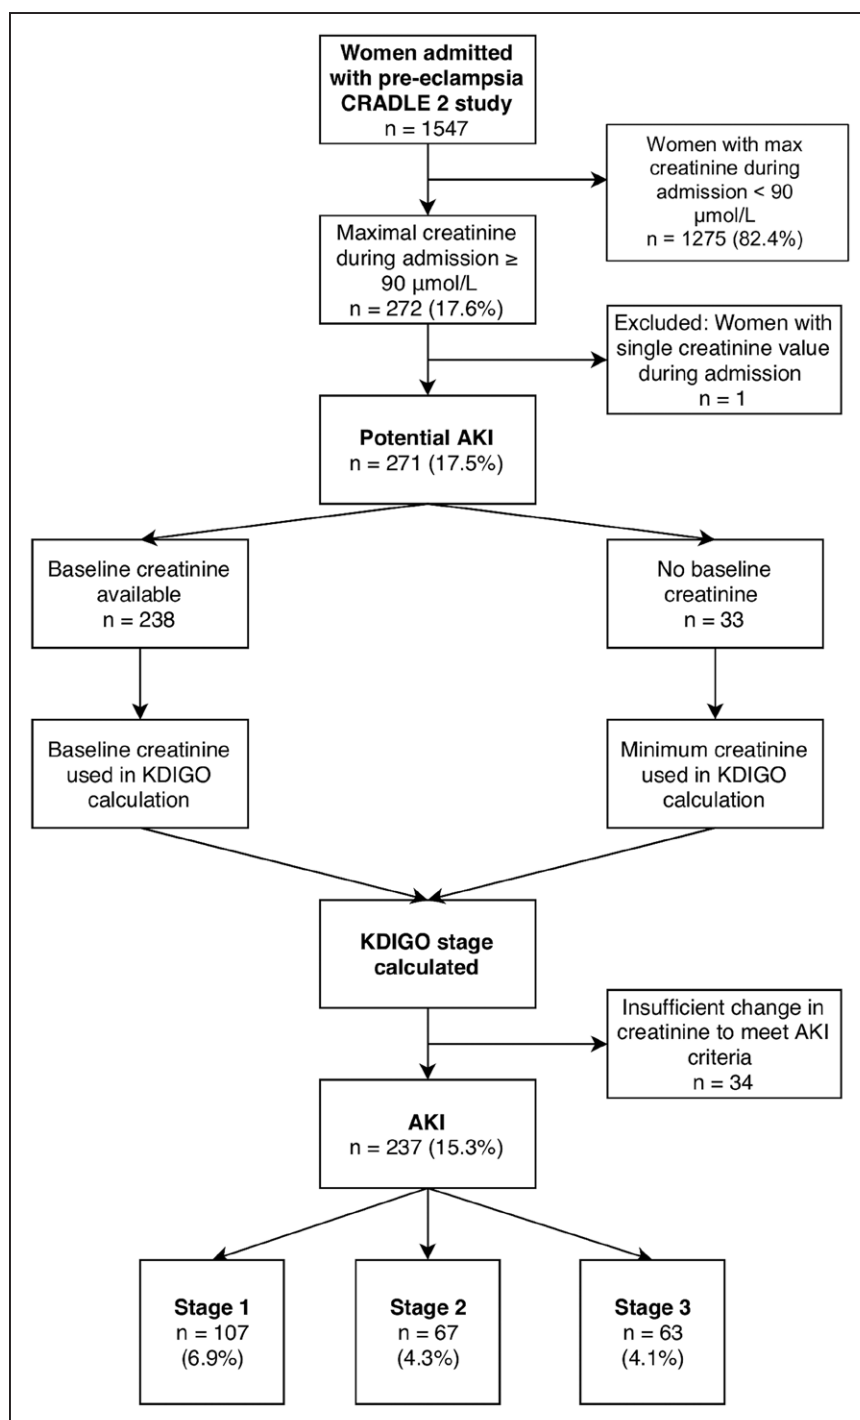 Women admitted
with pre-eclampsia
CRADLE 2 study
n = 1547
Women with max
creatinine during
admission < 90
µmol/L
n = 1275 (82.4%)
Maximal creatinine
during admission ≥
90 µmol/L
n = 272 (17.6%)
Excluded: Women with
single creatinine value
during admission
n = 1
Potential AKI
n = 271 (17.5%)
Baseline creatinine
available
n = 238
No baseline
creatinine
n = 33
Baseline creatinine
used in KDIGO
calculation
Minimum creatinine
used in KDIGO
calculation
KDIGO stage
calculated
Insufficient change in
creatinine to meet AKI
criteria
n = 34
AKI
n = 237 (15.3%)
Stage 1
n = 107
(6.9%)
Stage 2
n = 67
(4.3%)
Stage 3
n = 63
(4.1%)